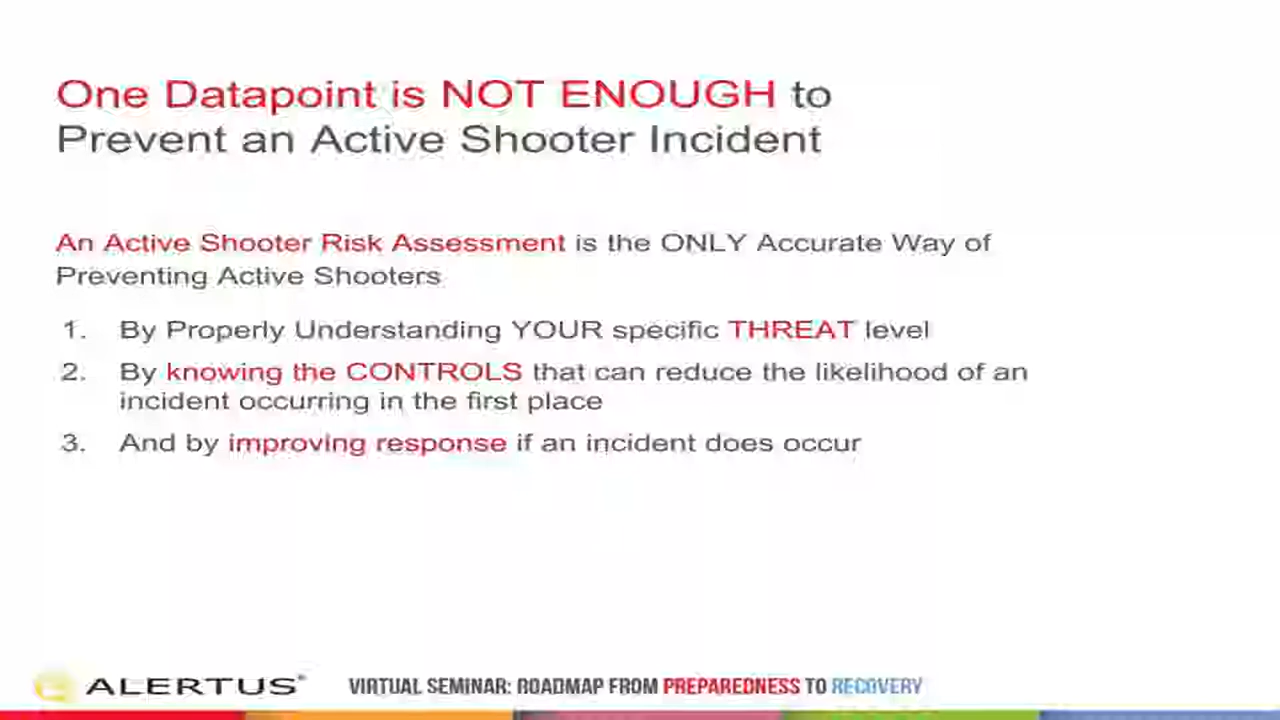 One Datapoint is NOT ENOUGH to
Prevent an Active Shooter Incident
An Active Shooter Risk Assessment is the ONLY Accurate Way of
Preventing Active Shooters
1. By Properly Understanding YOUR specific THREAT level
2. By knowing the CONTROLS that can reduce the likelihood of an
incident occurring in the first place
3. And by improving response if an incident does occur
ALERTUS® VIRTUAL SEMINAR: ROADMAP FROM PREPAREDNESS TO RECOVERY